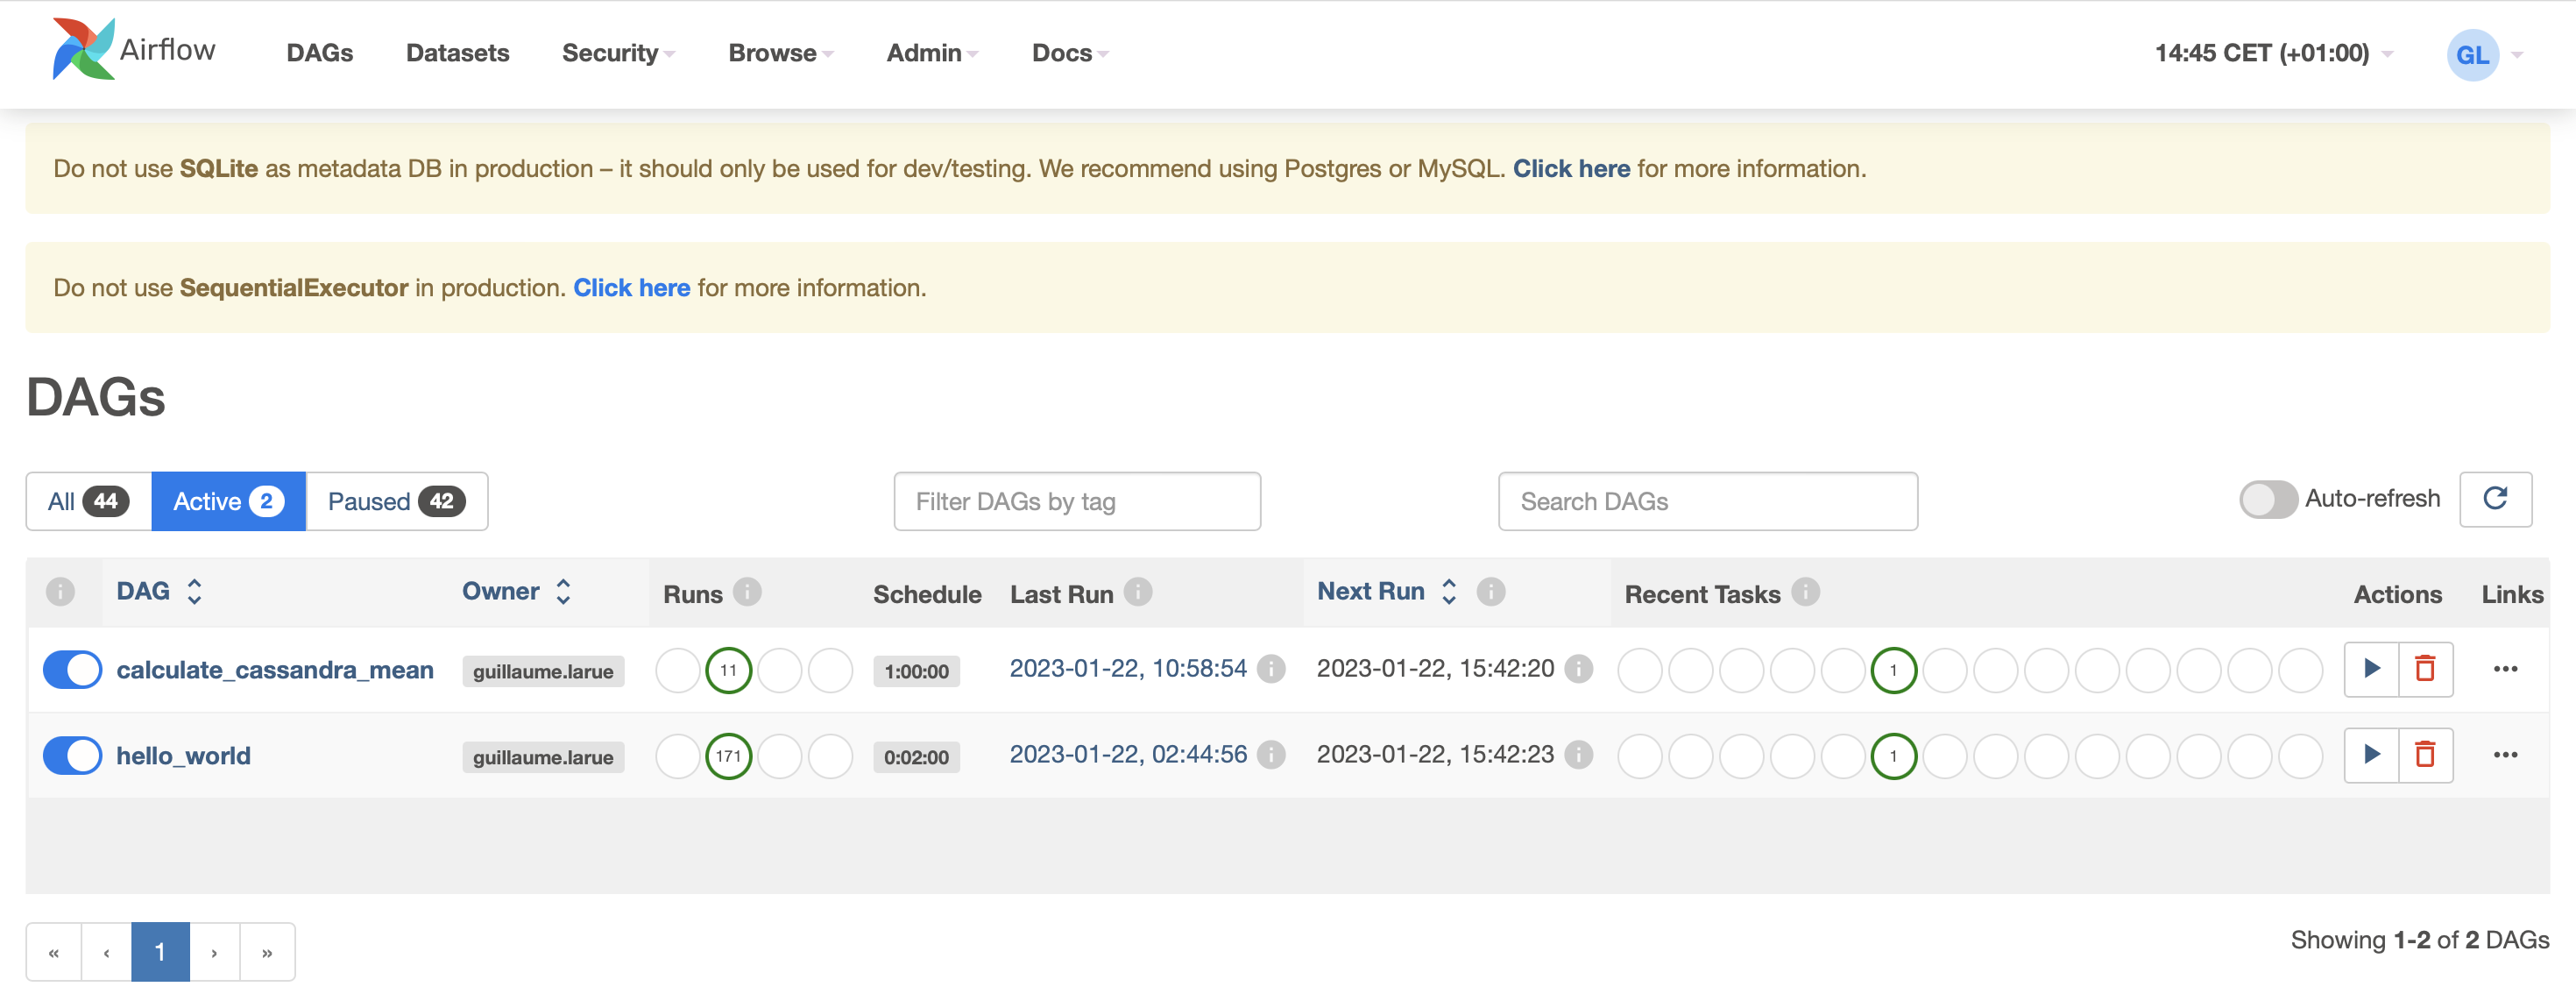 Airflow DAGs Datasets Security Browse Admin Docs 14:45 CET (+01:00) GL
Do not use SQLite as metadata DB in production – it should only be used for dev/testing. We recommend using Postgres or MySQL. Click here for more information.
Do not use SequentialExecutor in production. Click here for more information.
DAGs
All 44 Active 2 Paused 42 Filter DAGs by tag Search DAGs Auto-refresh
i DAG Owner Runs i Schedule Last Run i Next Run i Recent Tasks i Actions Links
calculate_cassandra_mean guillaume.larue 11 1:00:00 2023-01-22, 10:58:54 i 2023-01-22, 15:42:20 i 1 •••
hello_world guillaume.larue 171 0:02:00 2023-01-22, 02:44:56 i 2023-01-22, 15:42:23 i 1 •••
« ‹ 1 › » Showing 1-2 of 2 DAGs